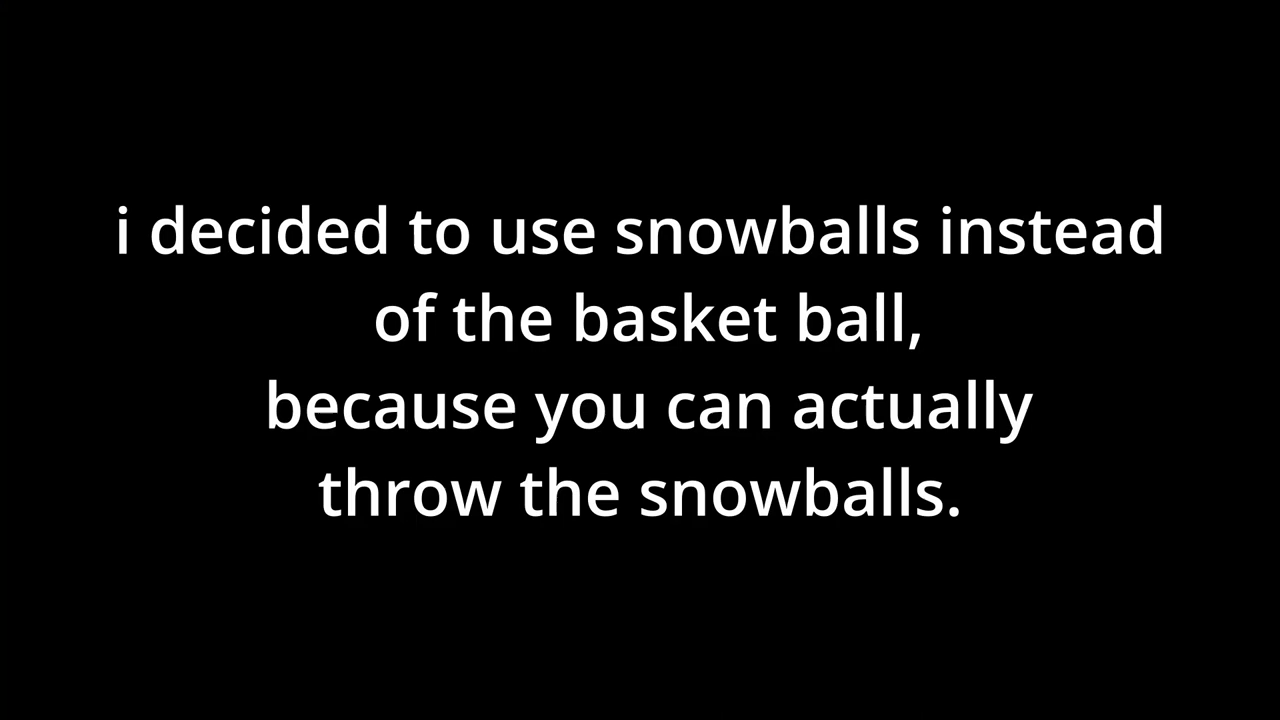 i decided to use snowballs instead
of the basket ball,
because you can actually
throw the snowballs.